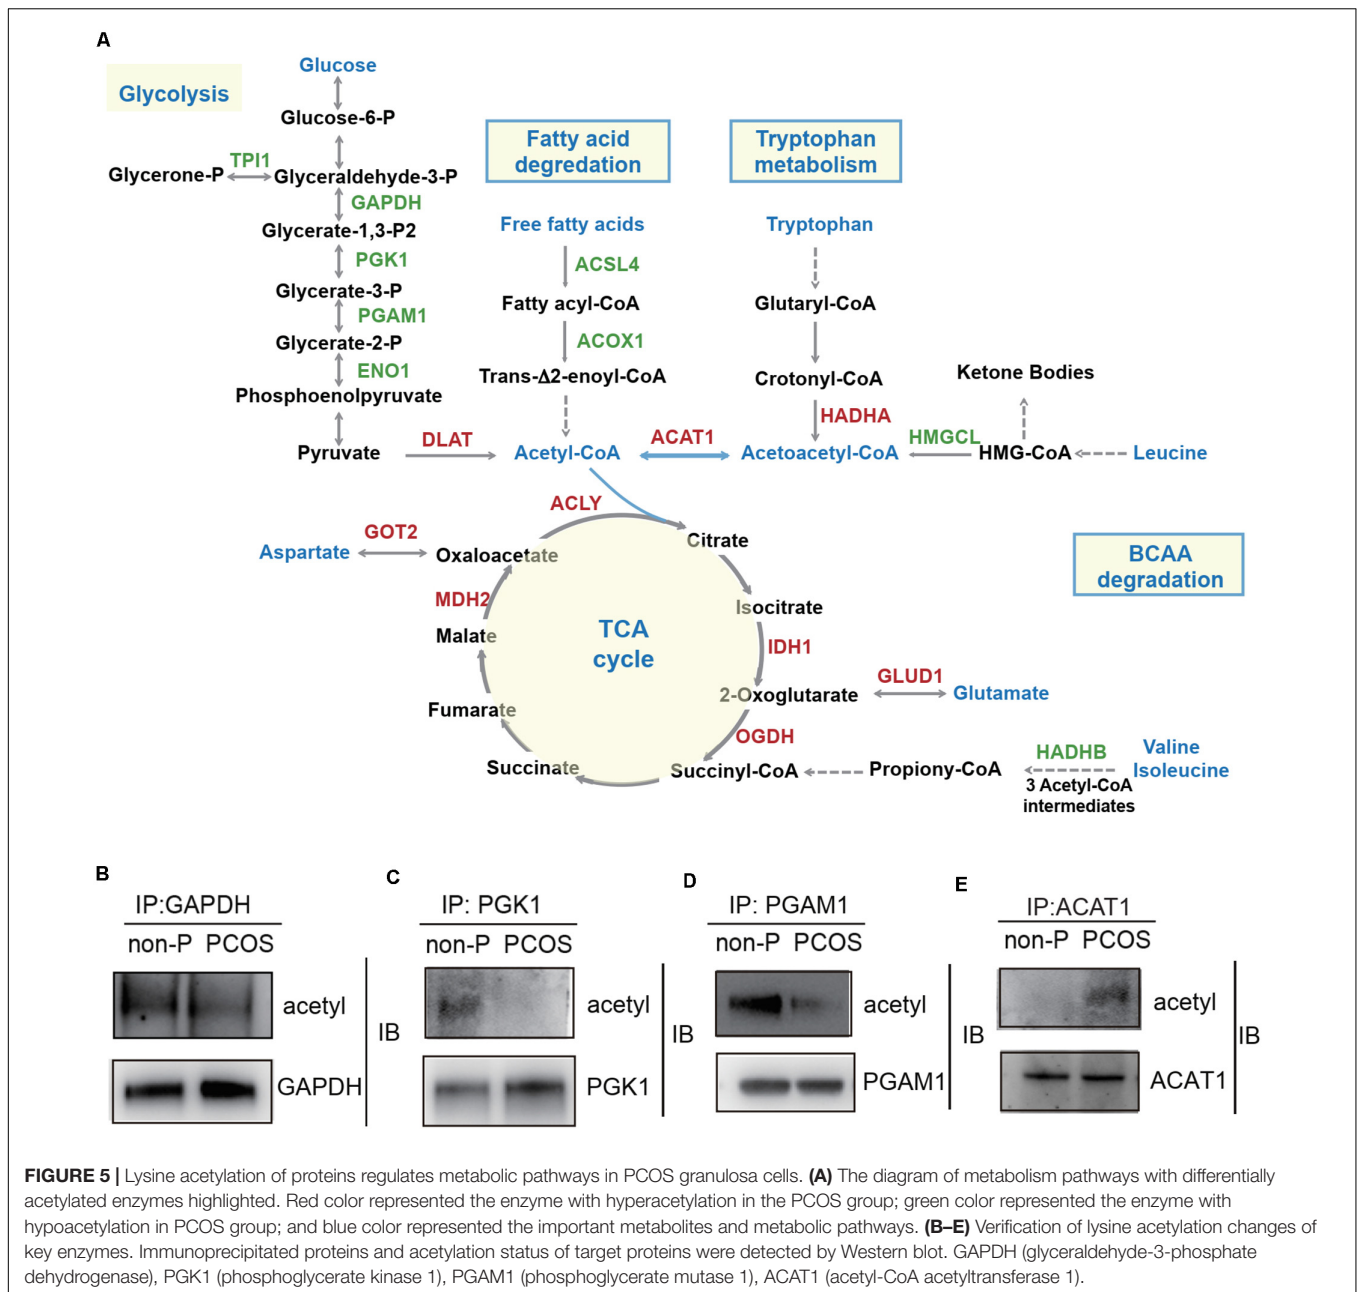 A
Glucose
Glycolysis
Glucose-6-P
Fatty acid
degredation
Tryptophan
metabolism
TPI1
Glycerone-P
Glyceraldehyde-3-P
GAPDH
Glycerate-1,3-P2
Free fatty acids
Tryptophan
PGK1
ACSL4
Glycerate-3-P
Fatty acyl-CoA
Glutaryl-CoA
PGAM1
Glycerate-2-P
ACOX1
ENO1
Trans-Δ2-enoyl-CoA
Crotonyl-CoA
Ketone Bodies
Phosphoenolpyruvate
HADHA
DLAT
ACAT1
HMGCL
Pyruvate
Acetyl-CoA
Acetoacetyl-CoA
HMG-CoA
Leucine
ACLY
GOT2
Citrate
Aspartate
Oxaloacetate
BCAA
degradation
MDH2
Isocitrate
TCA
cycle
Malate
IDH1
GLUD1
2-Oxoglutarate
Glutamate
Fumarate
OGDH
HADHB
Valine
Isoleucine
Succinate
Succinyl-CoA
Propiony-CoA
3 Acetyl-CoA
intermediates
B
IP:GAPDH
non-P PCOS
acetyl
GAPDH
IB
C
IP: PGK1
non-P PCOS
acetyl
PGK1
IB
D
IP: PGAM1
non-P PCOS
acetyl
PGAM1
IB
E
IP:ACAT1
non-P PCOS
acetyl
ACAT1
IB
FIGURE 5 | Lysine acetylation of proteins regulates metabolic pathways in PCOS granulosa cells. (A) The diagram of metabolism pathways with differentially
acetylated enzymes highlighted. Red color represented the enzyme with hyperacetylation in the PCOS group; green color represented the enzyme with
hypoacetylation in PCOS group; and blue color represented the important metabolites and metabolic pathways. (B–E) Verification of lysine acetylation changes of
key enzymes. Immunoprecipitated proteins and acetylation status of target proteins were detected by Western blot. GAPDH (glyceraldehyde-3-phosphate
dehydrogenase), PGK1 (phosphoglycerate kinase 1), PGAM1 (phosphoglycerate mutase 1), ACAT1 (acetyl-CoA acetyltransferase 1).